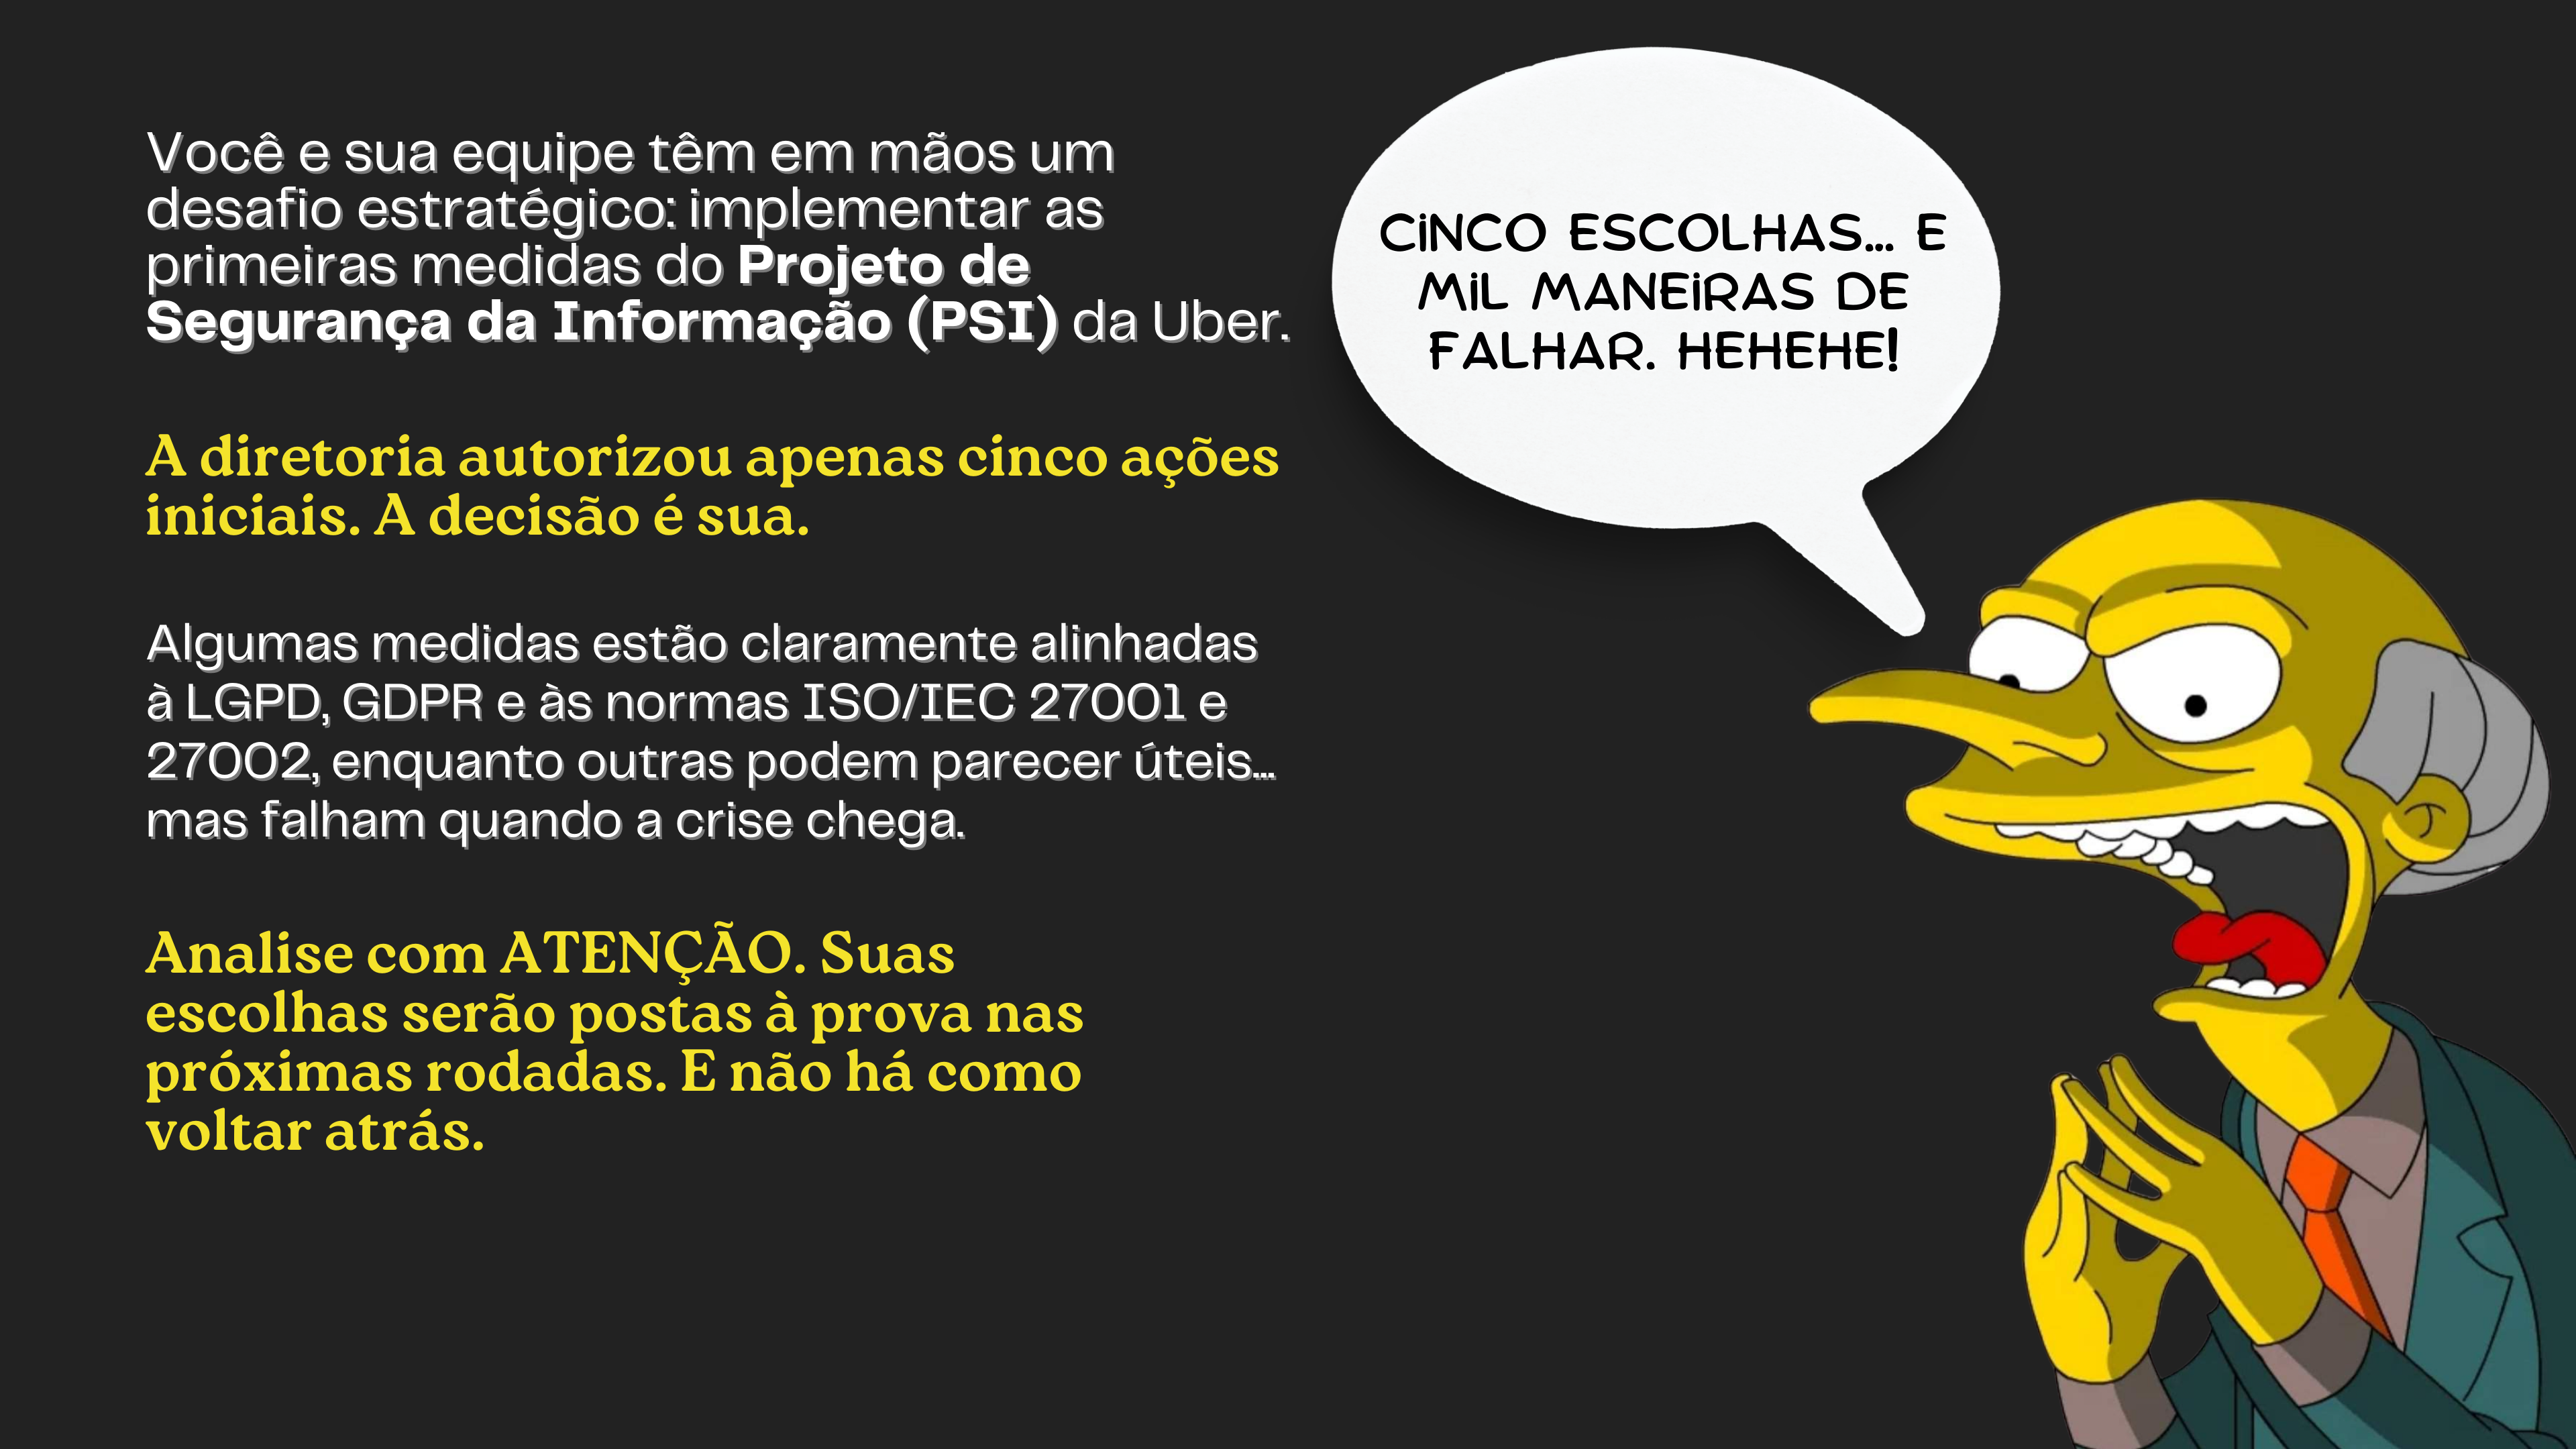 Você e sua equipe têm em mãos um
desafio estratégico: implementar as
primeiras medidas do Projeto de
Segurança da Informação (PSI) da Uber.
A diretoria autorizou apenas cinco ações
iniciais. A decisão é sua.
Algumas medidas estão claramente alinhadas
à LGPD, GDPR e às normas ISO/IEC 27001 e
27002, enquanto outras podem parecer úteis...
mas falham quando a crise chega.
Analise com ATENÇÃO. Suas
escolhas serão postas à prova nas
próximas rodadas. E não há como
voltar atrás.
CINCO ESCOLHAS... E
MIL MANEIRAS DE
FALHAR. HEHEHE!